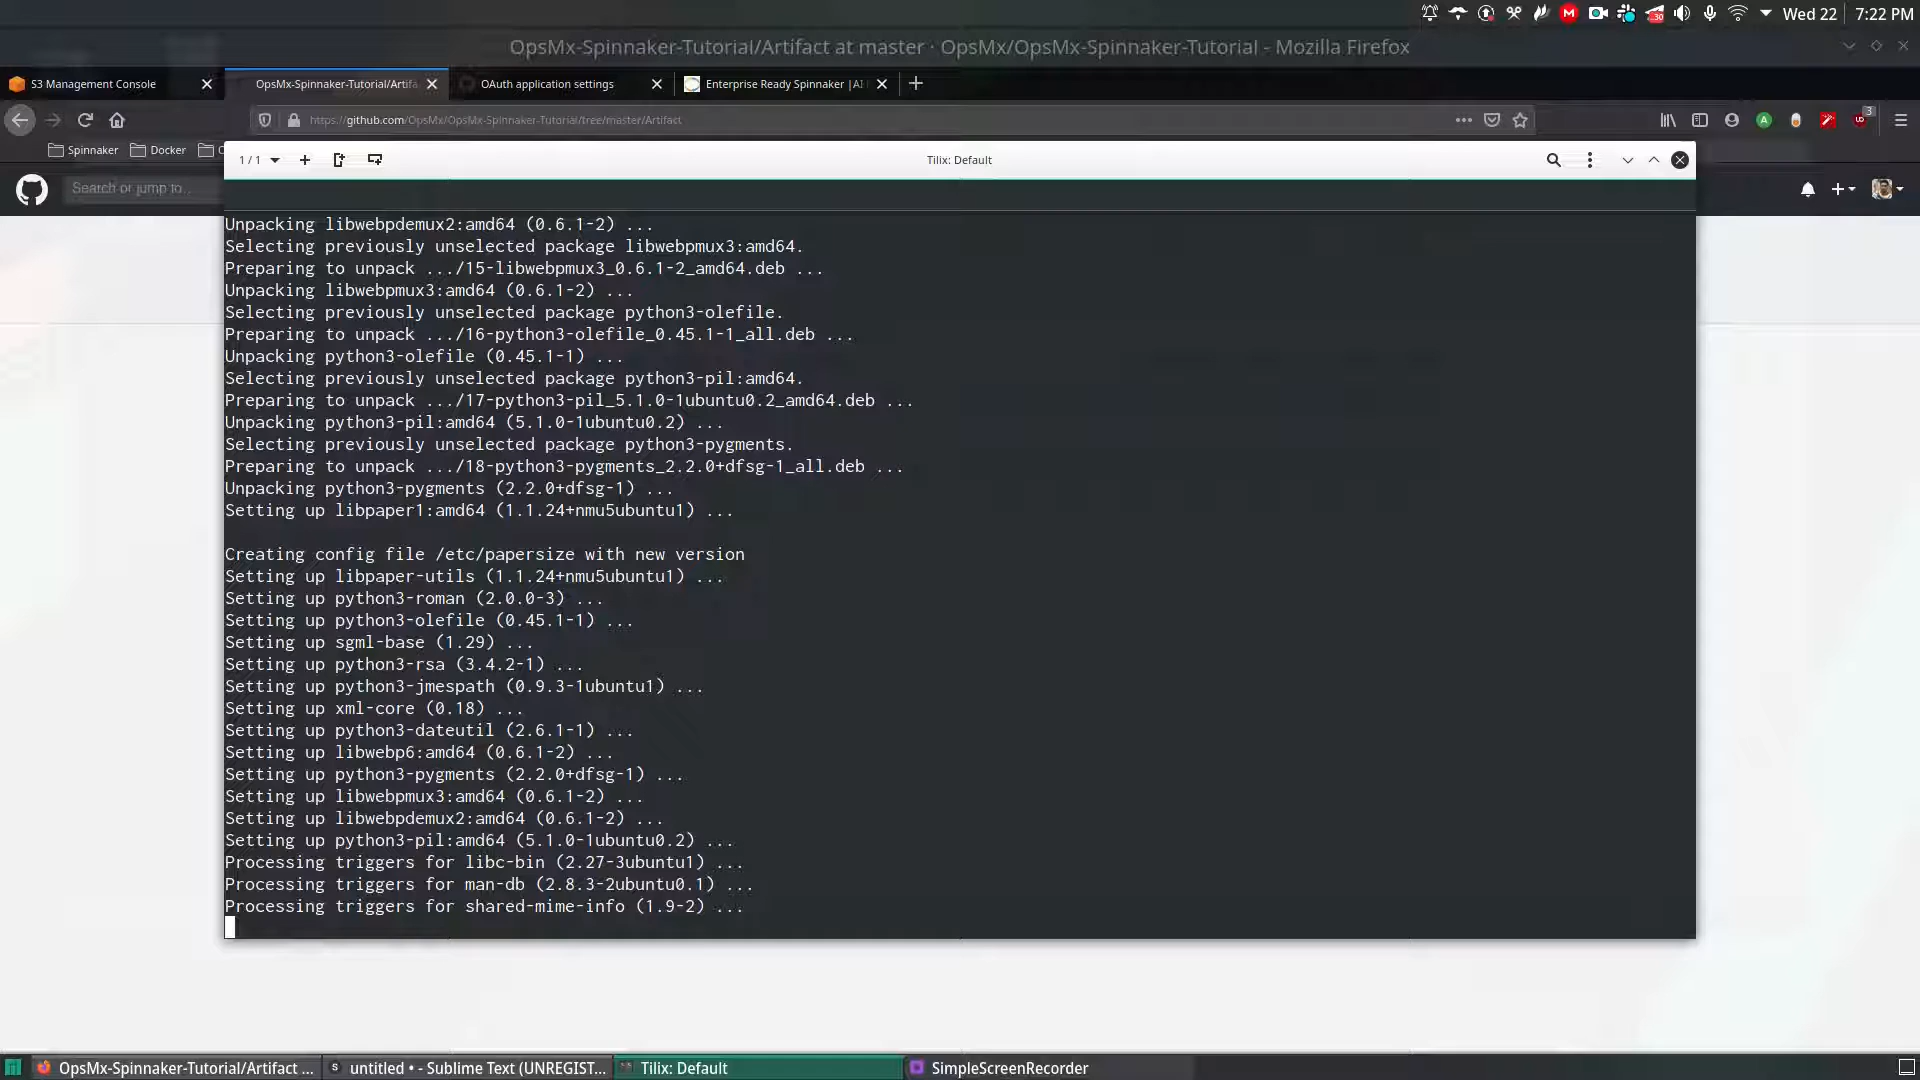 Wed 22 7:22 PM
OpsMx-Spinnaker-Tutorial/Artifact at master · OpsMx/OpsMx-Spinnaker-Tutorial - Mozilla Firefox
S3 Management Console OpsMx-Spinnaker-Tutorial/Artifa OAuth application settings Enterprise Ready Spinnaker |AI
https://github.com/OpsMx/OpsMx-Spinnaker-Tutorial/tree/master/Artifact 3
Spinnaker Docker
1 / 1 Tilix: Default
Search or jump to...
Unpacking libwebpdemux2:amd64 (0.6.1-2) ...
Selecting previously unselected package libwebpmux3:amd64.
Preparing to unpack .../15-libwebpmux3_0.6.1-2_amd64.deb ...
Unpacking libwebpmux3:amd64 (0.6.1-2) ...
Selecting previously unselected package python3-olefile.
Preparing to unpack .../16-python3-olefile_0.45.1-1_all.deb ...
Unpacking python3-olefile (0.45.1-1) ...
Selecting previously unselected package python3-pil:amd64.
Preparing to unpack .../17-python3-pil_5.1.0-1ubuntu0.2_amd64.deb ...
Unpacking python3-pil:amd64 (5.1.0-1ubuntu0.2) ...
Selecting previously unselected package python3-pygments.
Preparing to unpack .../18-python3-pygments_2.2.0+dfsg-1_all.deb ...
Unpacking python3-pygments (2.2.0+dfsg-1) ...
Setting up libpaper1:amd64 (1.1.24+nmu5ubuntu1) ...
Creating config file /etc/papersize with new version
Setting up libpaper-utils (1.1.24+nmu5ubuntu1) ...
Setting up python3-roman (2.0.0-3) ...
Setting up python3-olefile (0.45.1-1) ...
Setting up sgml-base (1.29) ...
Setting up python3-rsa (3.4.2-1) ...
Setting up python3-jmespath (0.9.3-1ubuntu1) ...
Setting up xml-core (0.18) ...
Setting up python3-dateutil (2.6.1-1) ...
Setting up libwebp6:amd64 (0.6.1-2) ...
Setting up python3-pygments (2.2.0+dfsg-1) ...
Setting up libwebpmux3:amd64 (0.6.1-2) ...
Setting up libwebpdemux2:amd64 (0.6.1-2) ...
Setting up python3-pil:amd64 (5.1.0-1ubuntu0.2) ...
Processing triggers for libc-bin (2.27-3ubuntu1) ...
Processing triggers for man-db (2.8.3-2ubuntu0.1) ...
Processing triggers for shared-mime-info (1.9-2) ...
OpsMx-Spinnaker-Tutorial/Artifact ... untitled • - Sublime Text (UNREGIST... Tilix: Default SimpleScreenRecorder